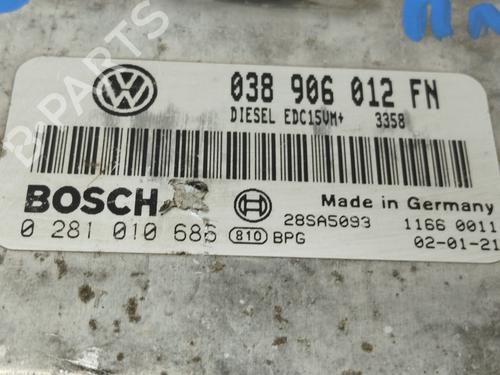 038 906 012 FN
DIESEL EDC15VM+ 3358
BOSCH
28SA5093
Made in Germany
1166 0011
0 281 010 686
810 BPG
02-01-21